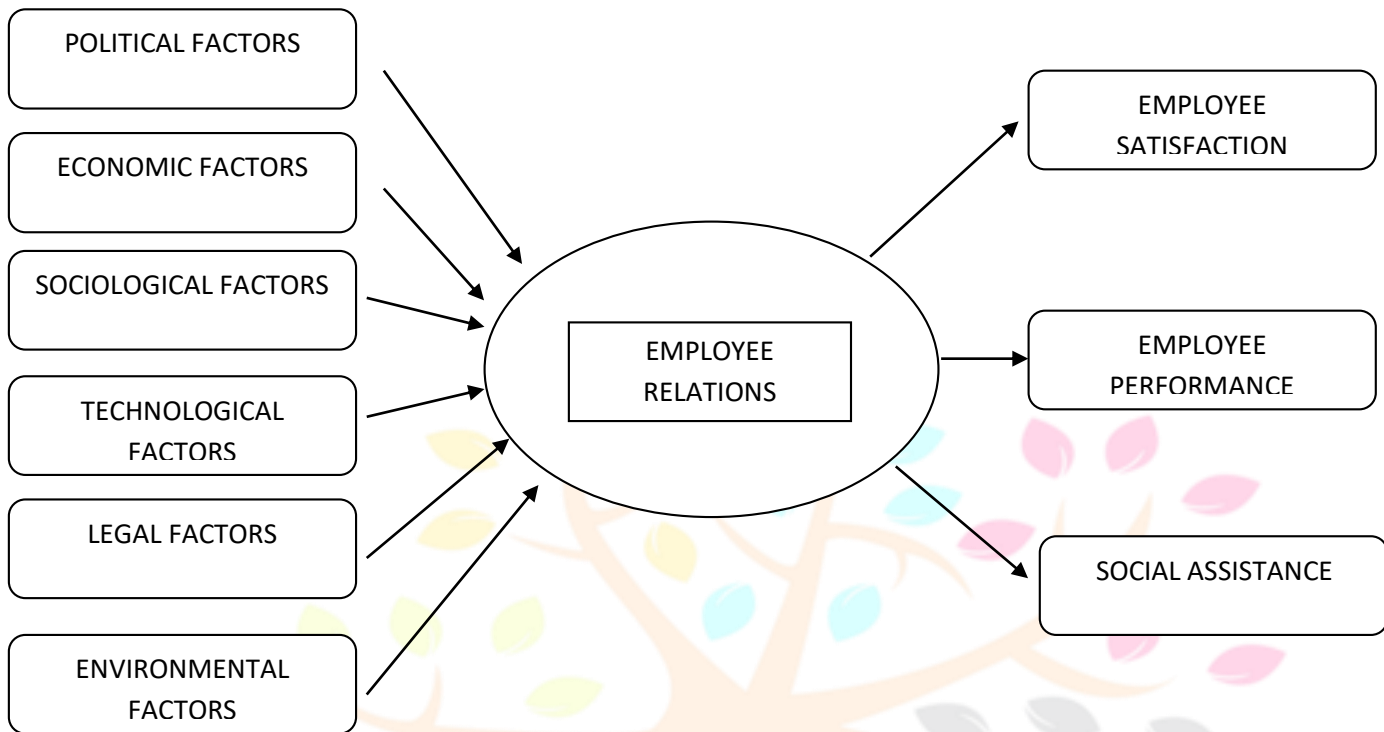 POLITICAL FACTORS
ECONOMIC FACTORS
SOCIOLOGICAL FACTORS
TECHNOLOGICAL
FACTORS
LEGAL FACTORS
ENVIRONMENTAL
FACTORS
EMPLOYEE
RELATIONS
EMPLOYEE
SATISFACTION
EMPLOYEE
PERFORMANCE
SOCIAL ASSISTANCE